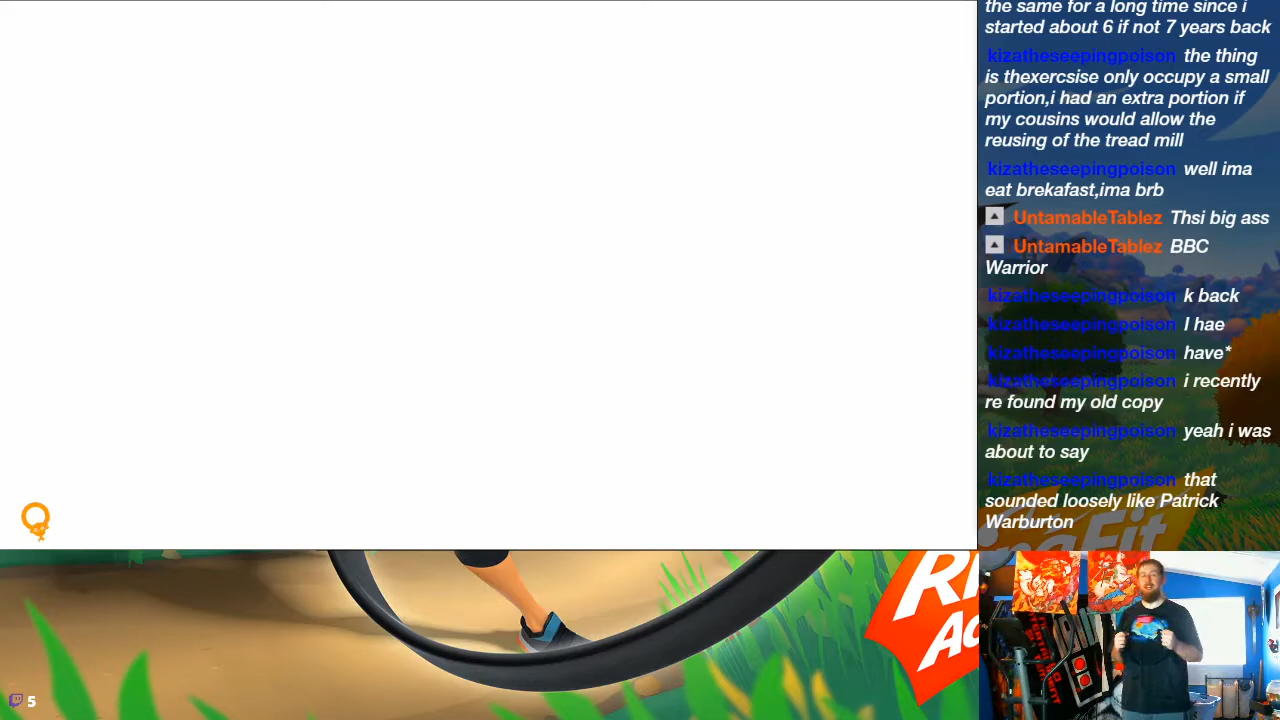 the same for a long time since i
started about 6 if not 7 years back
kizatheseepingpoison the thing
is thexercsise only occupy a small
portion,i had an extra portion if
my cousins would allow the
reusing of the tread mill
kizatheseepingpoison well ima
eat brekafast,ima brb
UntamableTablez Thsi big ass
UntamableTablez BBC
Warrior
kizatheseepingpoison k back
kizatheseepingpoison I hae
kizatheseepingpoison have*
kizatheseepingpoison i recently
re found my old copy
kizatheseepingpoison yeah i was
about to say
kizatheseepingpoison that
sounded loosely like Patrick
Warburton
Fit
5